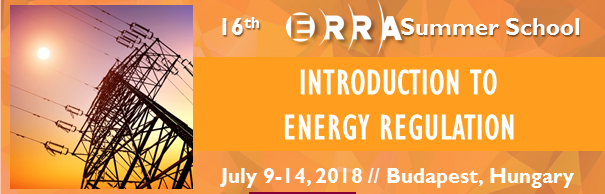 16th ERRA Summer School
INTRODUCTION TO
ENERGY REGULATION
July 9-14, 2018 // Budapest, Hungary